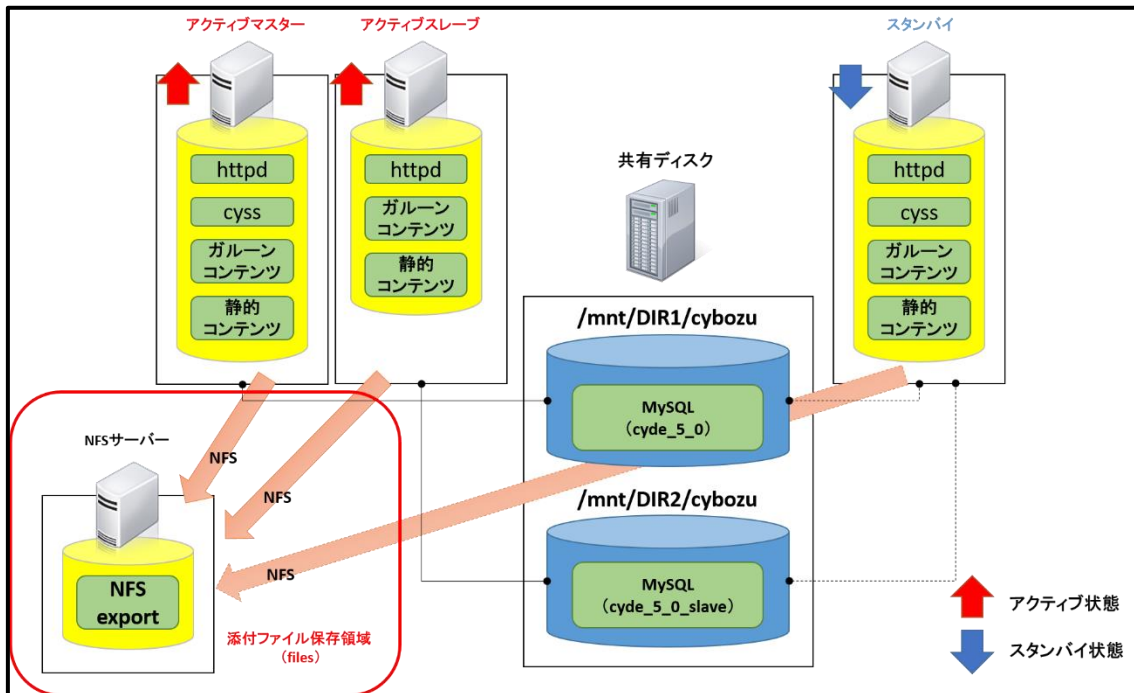 アクティブマスター
httpd
cyss
ガルーン
コンテンツ
静的
コンテンツ
アクティブスレーブ
httpd
ガルーン
コンテンツ
静的
コンテンツ
スタンバイ
httpd
cyss
ガルーン
コンテンツ
静的
コンテンツ
共有ディスク
/mnt/DIR1/cybozu
MySQL
（cyde_5_0）
/mnt/DIR2/cybozu
MySQL
（cyde_5_0_slave）
NFSサーバー
NFS
NFS
NFS
NFS
export
添付ファイル保存領域
（files）
アクティブ状態
スタンバイ状態